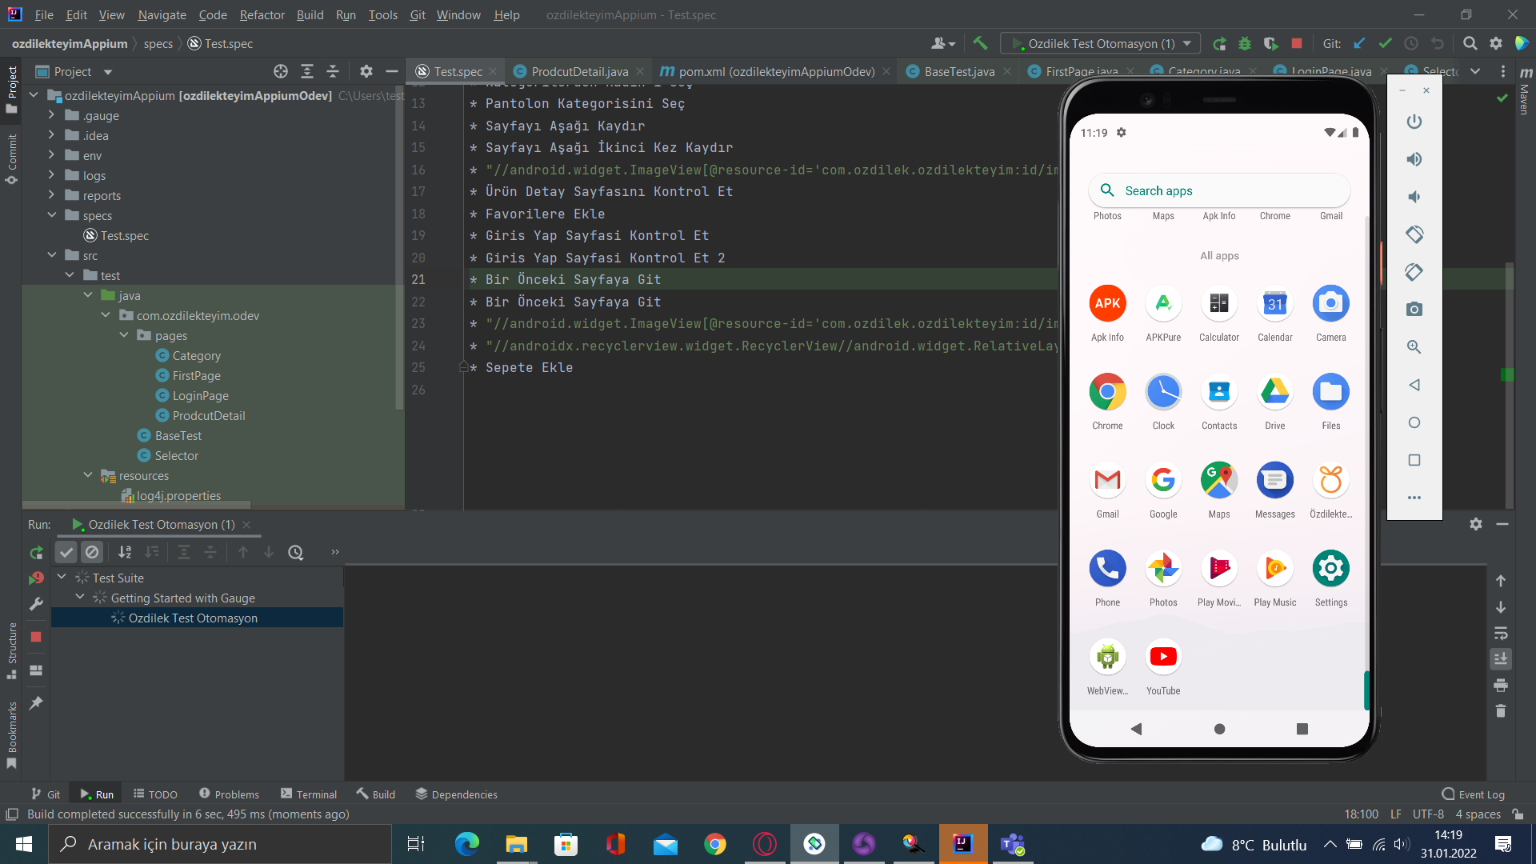 File Edit View Navigate Code Refactor Build Run Tools Git Window Help ozdilekteyimAppium - Test.spec
ozdilekteyimAppium specs Test.spec
Ozdilek Test Otomasyon (1) Git:
Project
Test.spec ProdcutDetail.java pom.xml (ozdilekteyimAppiumOdev) BaseTest.java FirstPage.java Category.java LoginPage.java Selecto
Project
Commit
Structure
Bookmarks
Maven
ozdilekteyimAppium [ozdilekteyimAppiumOdev] C:\Users\test
.gauge
.idea
env
logs
reports
specs
Test.spec
src
test
java
com.ozdilekteyim.odev
pages
Category
FirstPage
LoginPage
ProdcutDetail
BaseTest
Selector
resources
log4j.properties
13 * Pantolon Kategorisini Seç
14 * Sayfayı Aşağı Kaydır
15 * Sayfayı Aşağı İkinci Kez Kaydır
16 * "//android.widget.ImageView[@resource-id='com.ozdilek.ozdilekteyim:id/im
17 * Ürün Detay Sayfasını Kontrol Et
18 * Favorilere Ekle
19 * Giris Yap Sayfasi Kontrol Et
20 * Giris Yap Sayfasi Kontrol Et 2
21 * Bir Önceki Sayfaya Git
22 * Bir Önceki Sayfaya Git
23 * "//android.widget.ImageView[@resource-id='com.ozdilek.ozdilekteyim:id/im
24 * "//androidx.recyclerview.widget.RecyclerView//android.widget.RelativeLay
25 * Sepete Ekle
26
11:19
Search apps
Photos Maps Apk Info Chrome Gmail
All apps
APK
31
Apk Info APKPure Calculator Calendar Camera
Chrome Clock Contacts Drive Files
Gmail Google Maps Messages Özdilekte...
Phone Photos Play Movi... Play Music Settings
WebView... YouTube
Run: Ozdilek Test Otomasyon (1)
Test Suite
Getting Started with Gauge
Ozdilek Test Otomasyon
Git Run TODO Problems Terminal Build Dependencies Event Log
Build completed successfully in 6 sec, 495 ms (moments ago) 18:100 LF UTF-8 4 spaces
Aramak için buraya yazın
8°C Bulutlu
14:19
31.01.2022